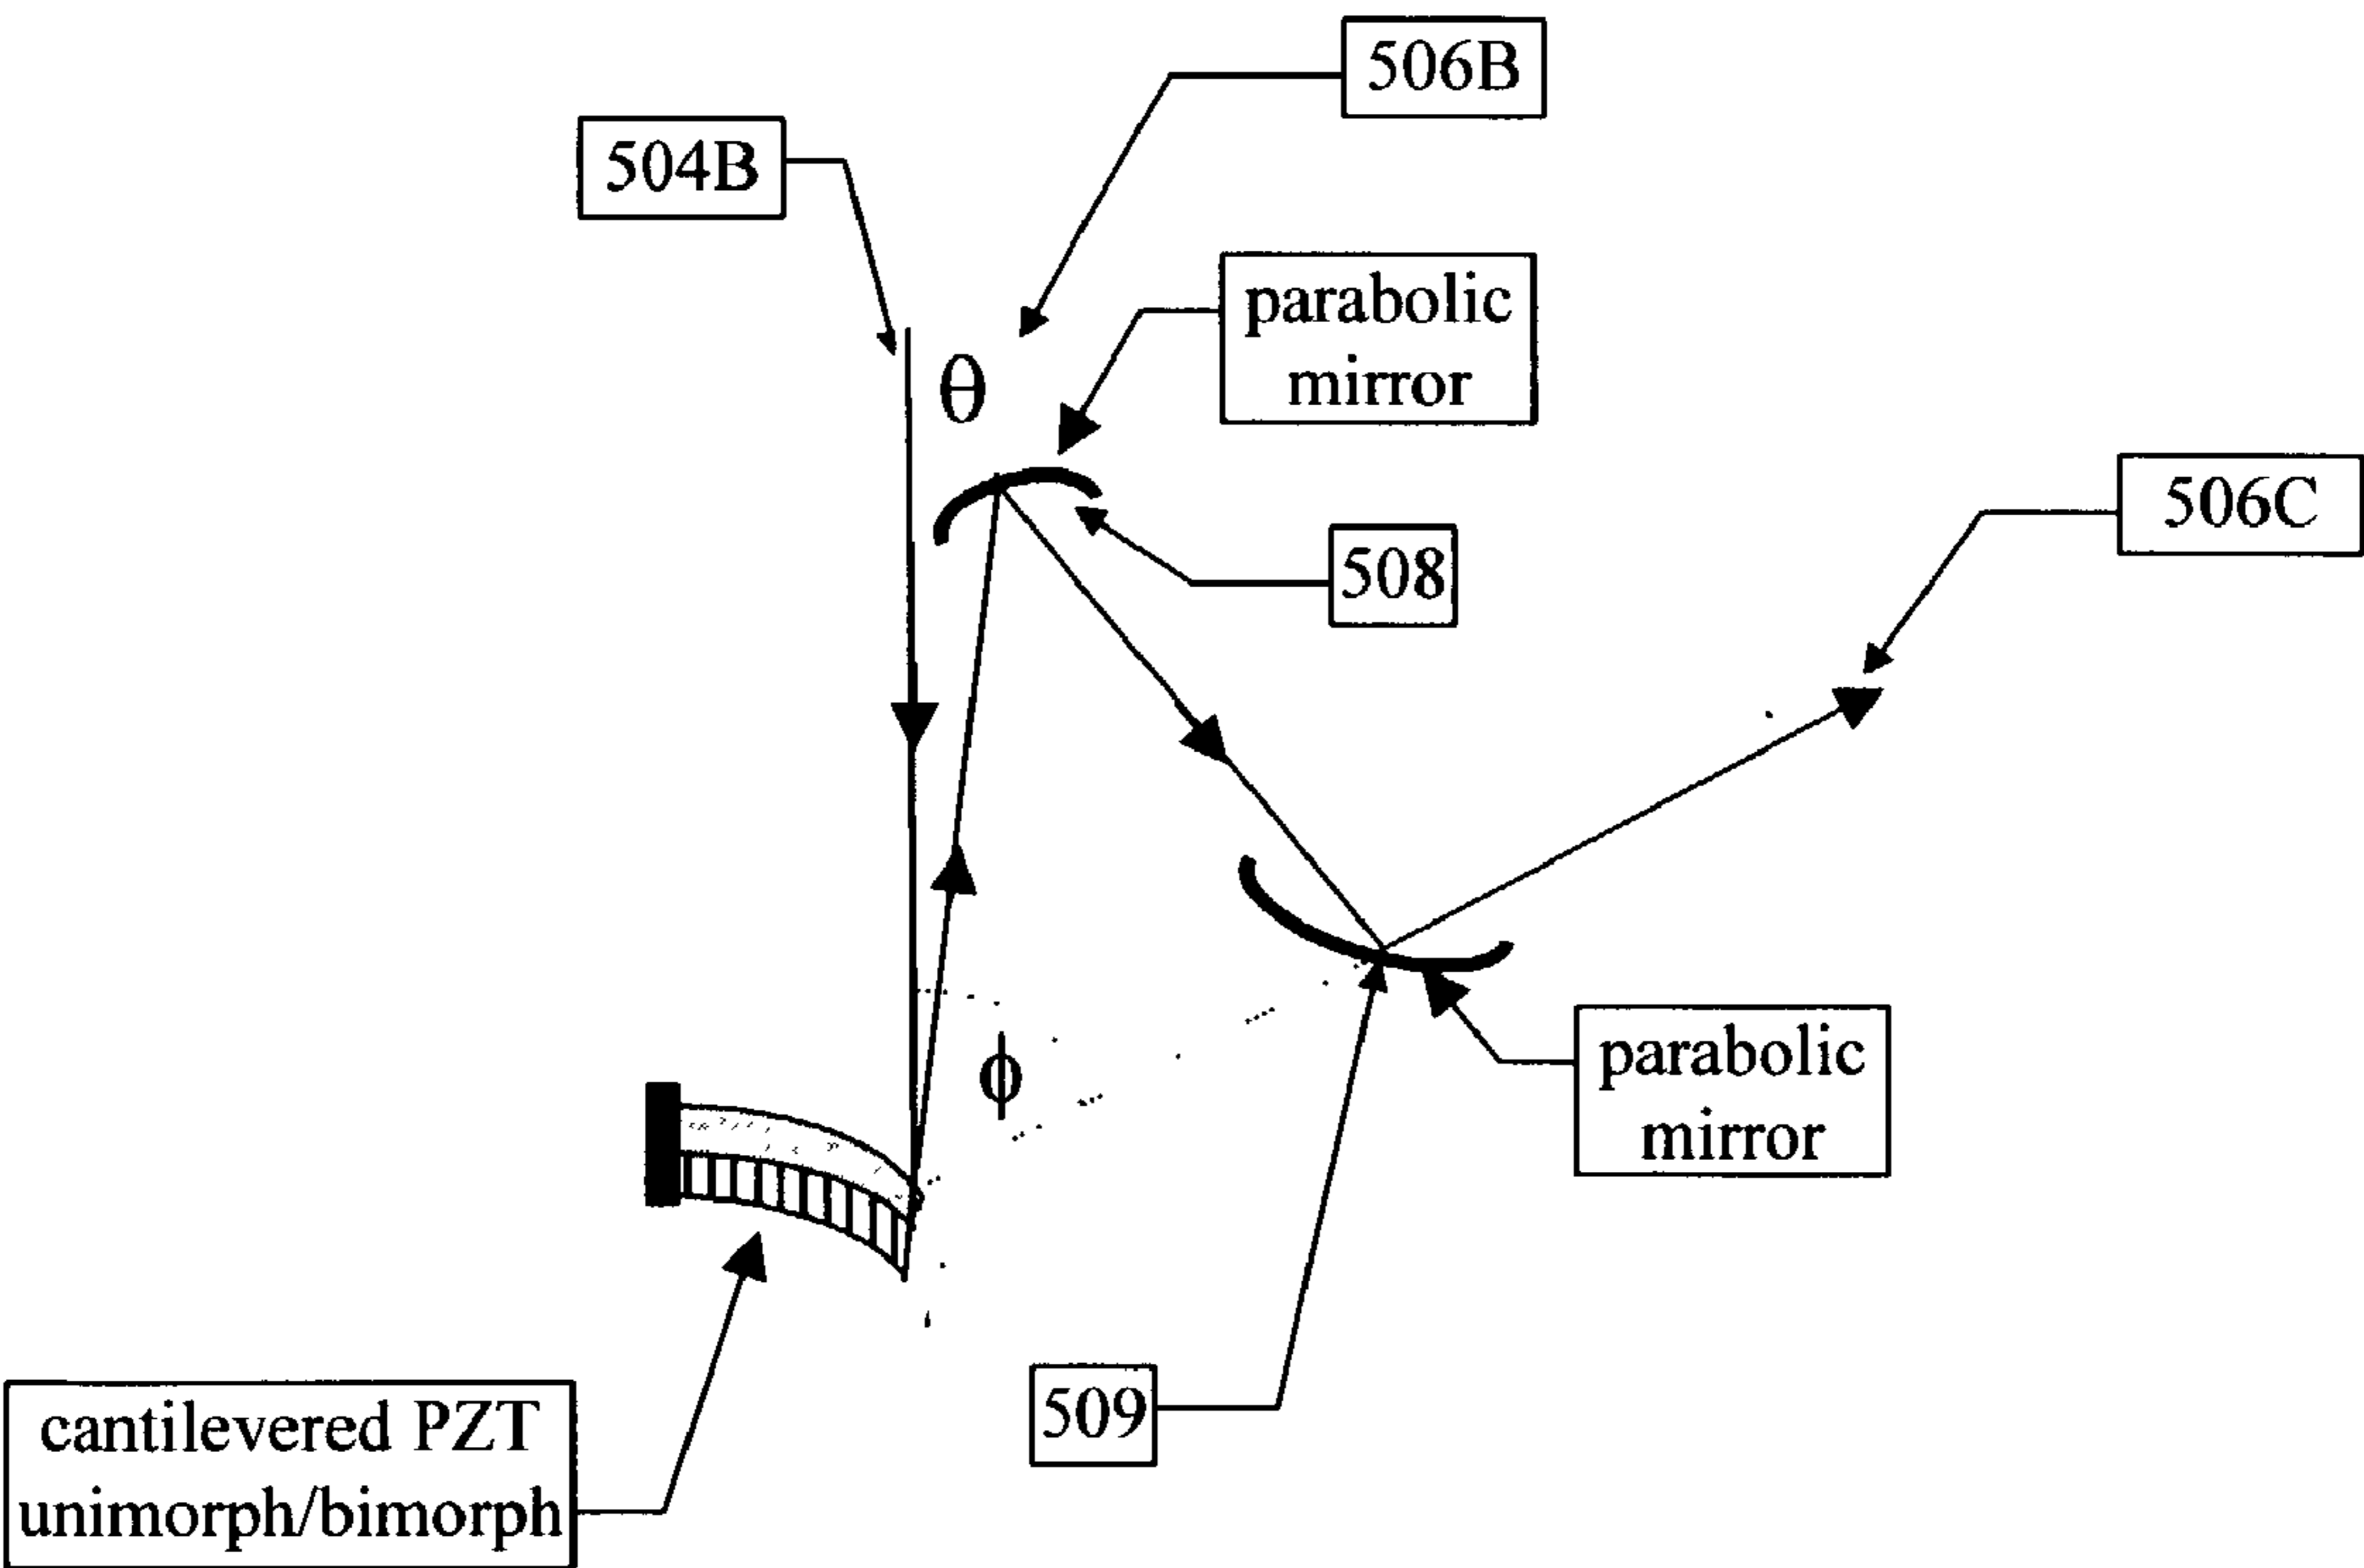 506B
504B
parabolic
mirror
θ
506C
508
ϕ
parabolic
mirror
509
cantilevered PZT
unimorph/bimorph